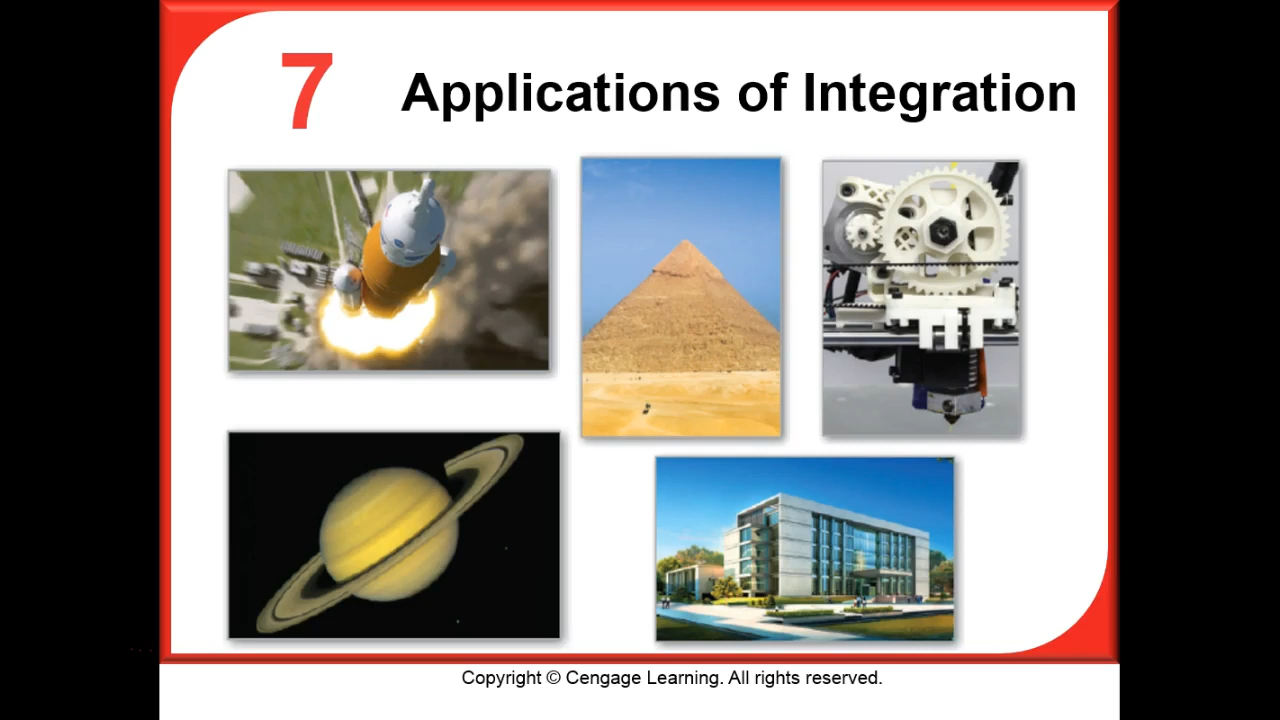 7 Applications of Integration
Copyright © Cengage Learning. All rights reserved.